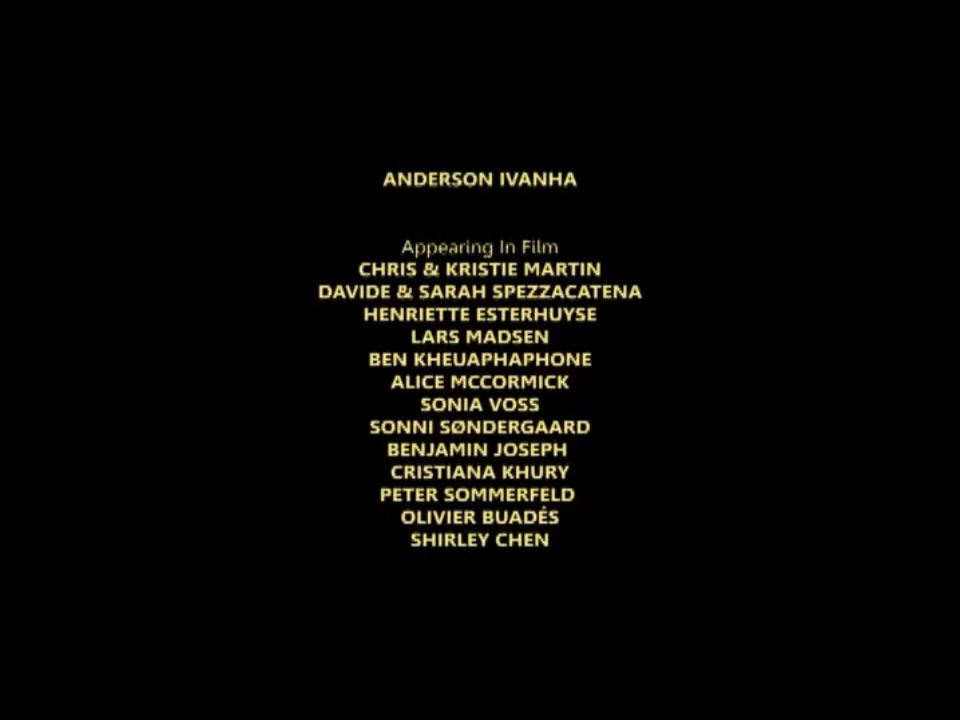 ANDERSON IVANHA
Appearing In Film
CHRIS & KRISTIE MARTIN
DAVIDE & SARAH SPEZZACATENA
HENRIETTE ESTERHUYSE
LARS MADSEN
BEN KHEUAPHAPHONE
ALICE MCCORMICK
SONIA VOSS
SONNI SØNDERGAARD
BENJAMIN JOSEPH
CRISTIANA KHURY
PETER SOMMERFELD
OLIVIER BUADÉS
SHIRLEY CHEN